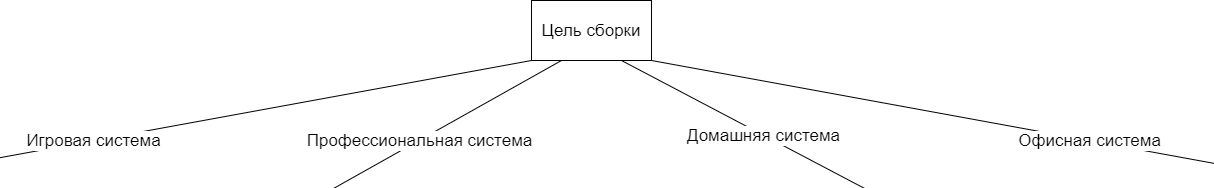 Цель сборки
Игровая система
Профессиональная система
Домашняя система
Офисная система